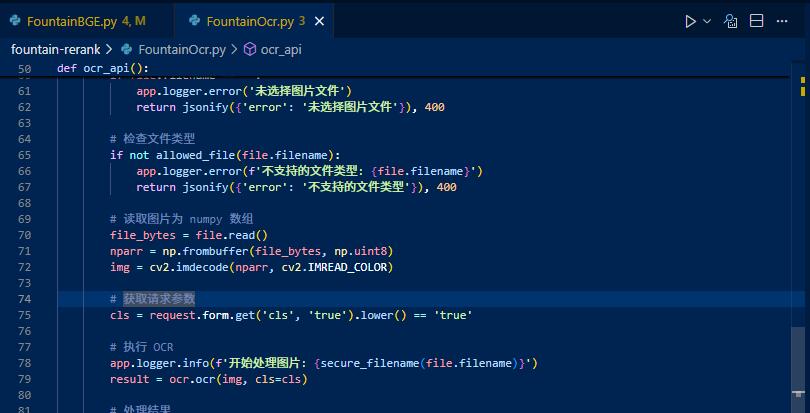 FountainBGE.py 4, M
FountainOcr.py 3
fountain-rerank > FountainOcr.py > ocr_api
50 def ocr_api():
61 app.logger.error('未选择图片文件')
62 return jsonify({'error': '未选择图片文件'}), 400
63
64 # 检查文件类型
65 if not allowed_file(file.filename):
66 app.logger.error(f'不支持的文件类型: {file.filename}')
67 return jsonify({'error': '不支持的文件类型'}), 400
68
69 # 读取图片为 numpy 数组
70 file_bytes = file.read()
71 nparr = np.frombuffer(file_bytes, np.uint8)
72 img = cv2.imdecode(nparr, cv2.IMREAD_COLOR)
73
74 # 获取请求参数
75 cls = request.form.get('cls', 'true').lower() == 'true'
76
77 # 执行 OCR
78 app.logger.info(f'开始处理图片: {secure_filename(file.filename)}')
79 result = ocr.ocr(img, cls=cls)
80
81 # 处理结果